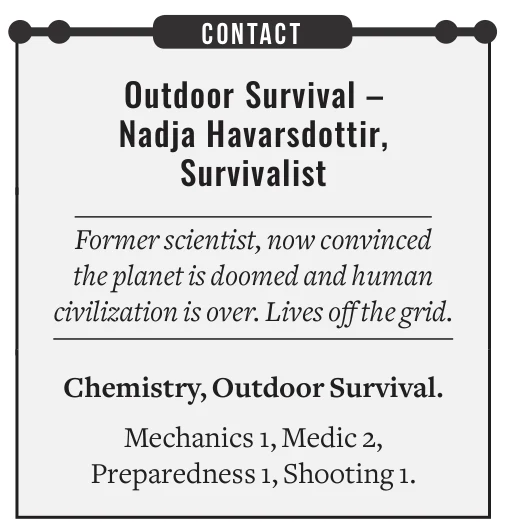 CONTACT
Outdoor Survival –
Nadja Havarsdottir,
Survivalist
Former scientist, now convinced
the planet is doomed and human
civilization is over. Lives off the grid.
Chemistry, Outdoor Survival.
Mechanics 1, Medic 2,
Preparedness 1, Shooting 1.